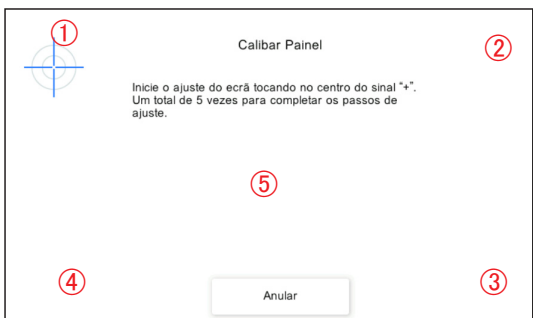 ①
②
Calibar Painel
Inicie o ajuste do ecrã tocando no centro do sinal “+”.
Um total de 5 vezes para completar os passos de
ajuste.
⑤
④
③
Anular